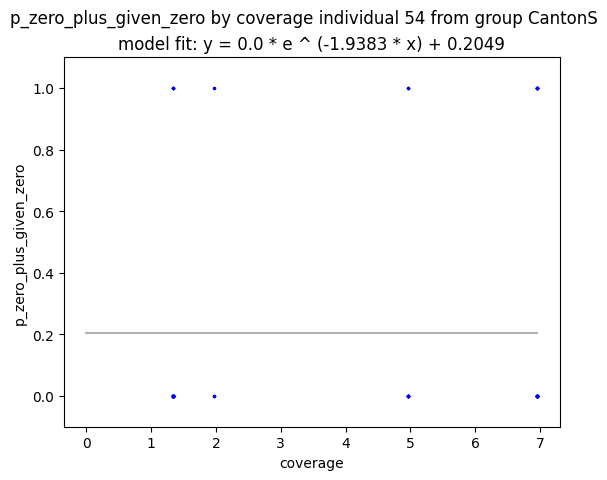 p_zero_plus_given_zero by coverage individual 54 from group CantonS
model fit: y = 0.0 * e ^ (-1.9383 * x) + 0.2049
1.0
0.8
0.6
0.4
0.2
0.0
p_zero_plus_given_zero
0 1 2 3 4 5 6 7
coverage